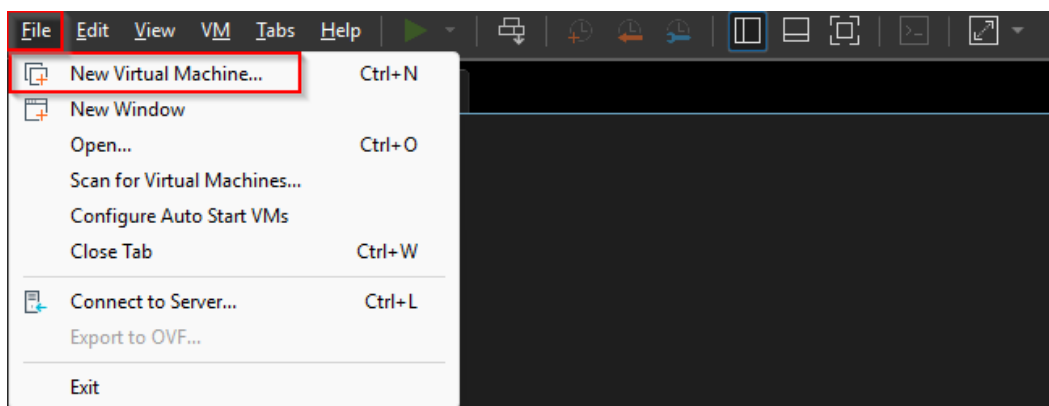 File Edit View VM Tabs Help
New Virtual Machine... Ctrl+N
New Window
Open... Ctrl+O
Scan for Virtual Machines...
Configure Auto Start VMs
Close Tab Ctrl+W
Connect to Server... Ctrl+L
Export to OVF...
Exit